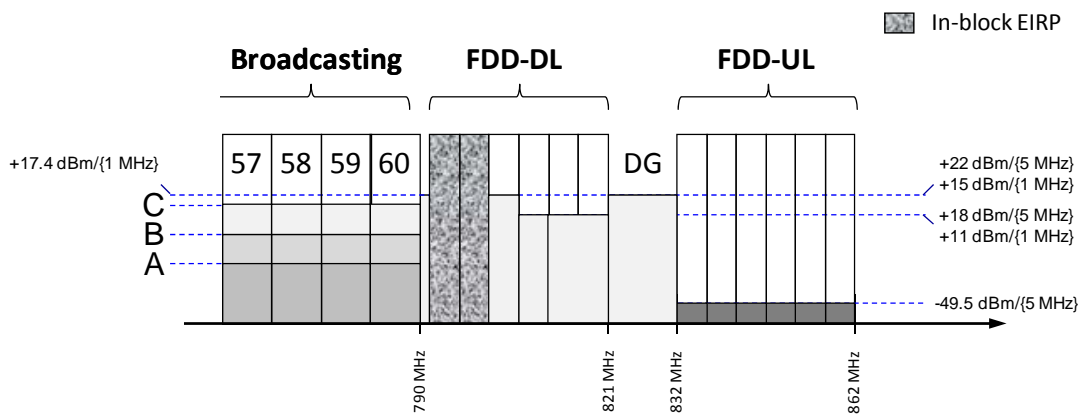 In-block EIRP
Broadcasting
FDD-DL
FDD-UL
57 58 59 60
DG
+17.4 dBm/{1 MHz}
C
B
A
+22 dBm/{5 MHz}
+15 dBm/{1 MHz}
+18 dBm/{5 MHz}
+11 dBm/{1 MHz}
-49.5 dBm/{5 MHz}
790 MHz
821 MHz
832 MHz
862 MHz